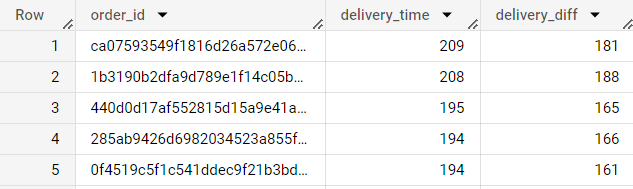 Row order_id delivery_time delivery_diff
1 ca07593549f1816d26a572e06... 209 181
2 1b3190b2dfa9d789e1f14c05b... 208 188
3 440d0d17af552815d15a9e41a... 195 165
4 285ab9426d6982034523a855f... 194 166
5 0f4519c5f1c541ddec9f21b3bd... 194 161